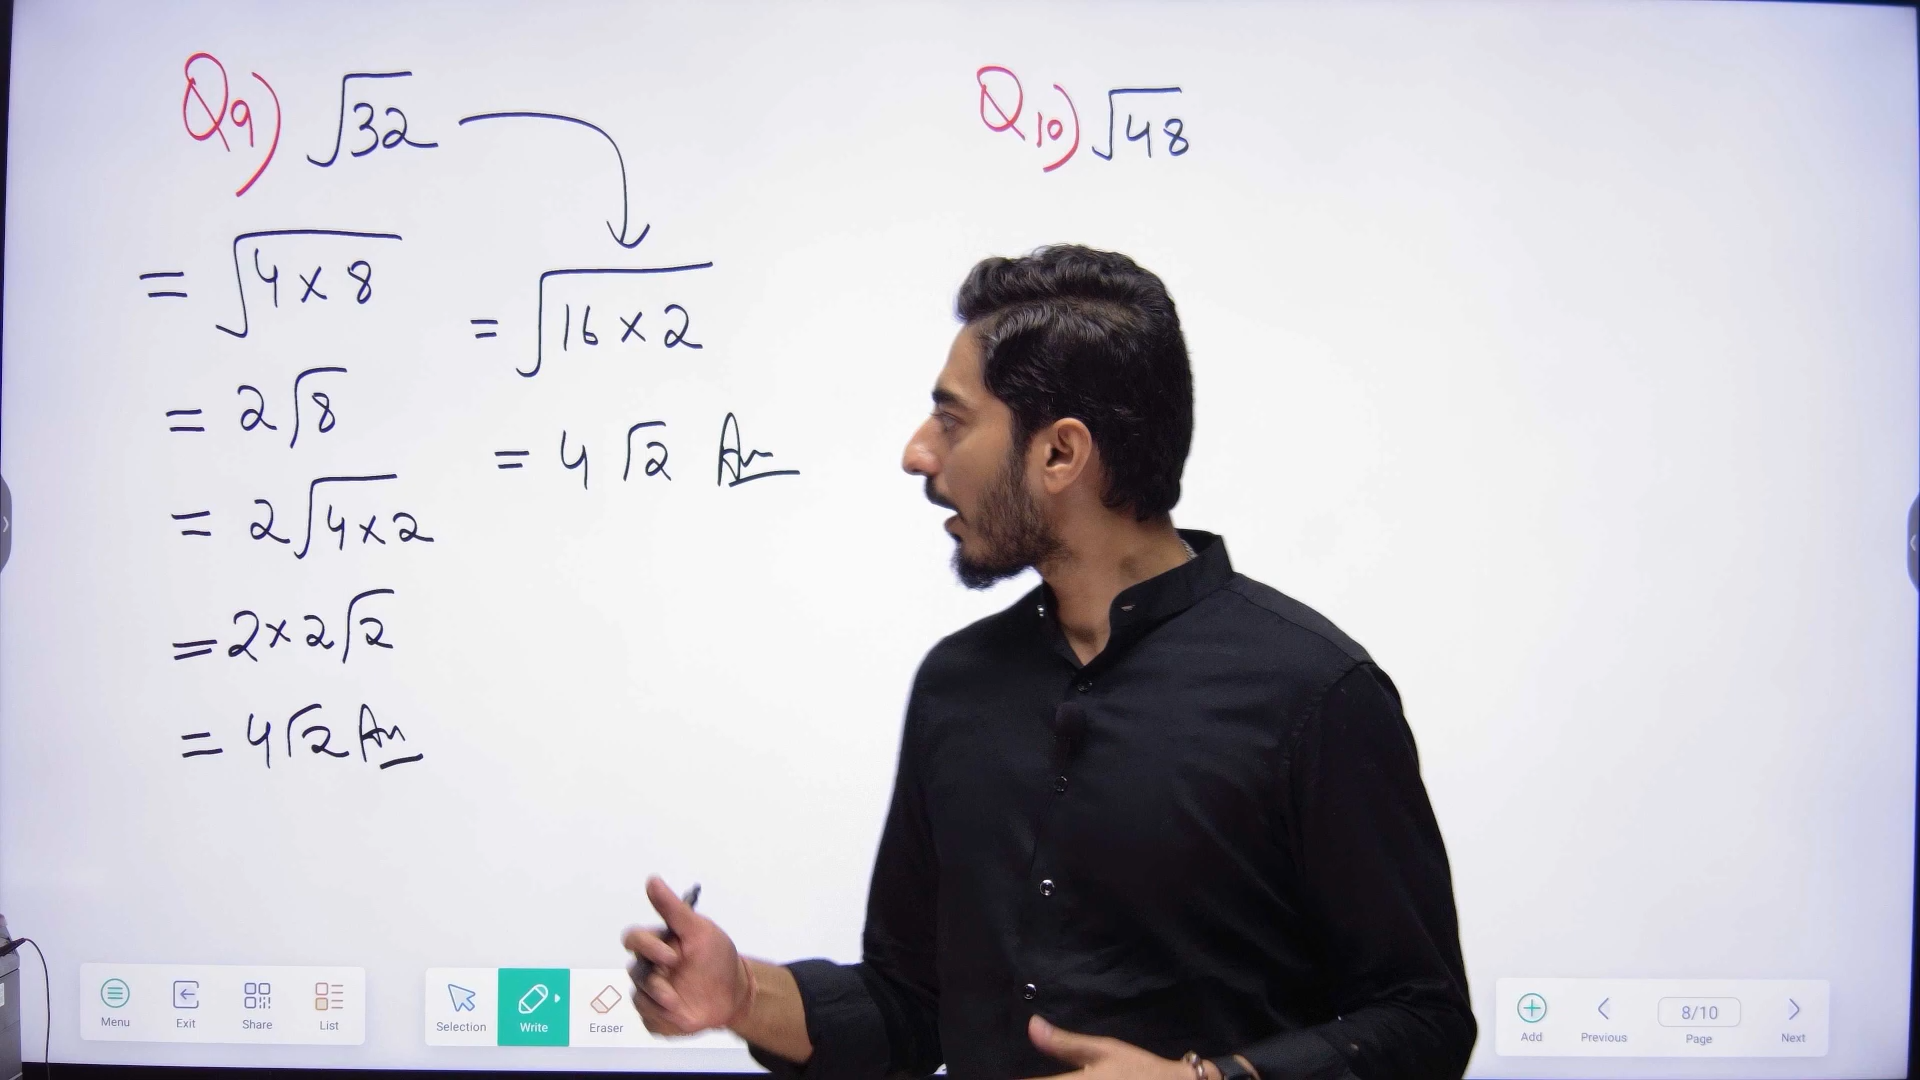 Q9) √32
= √4 × 8
= 2√8
= 2√4 × 2
= 2 × 2√2
= 4√2 An
= √16 × 2
= 4√2 An
Q10) √48
Menu
Exit
Share
List
Selection
Write
Eraser
Add
Previous
8/10
Page
Next